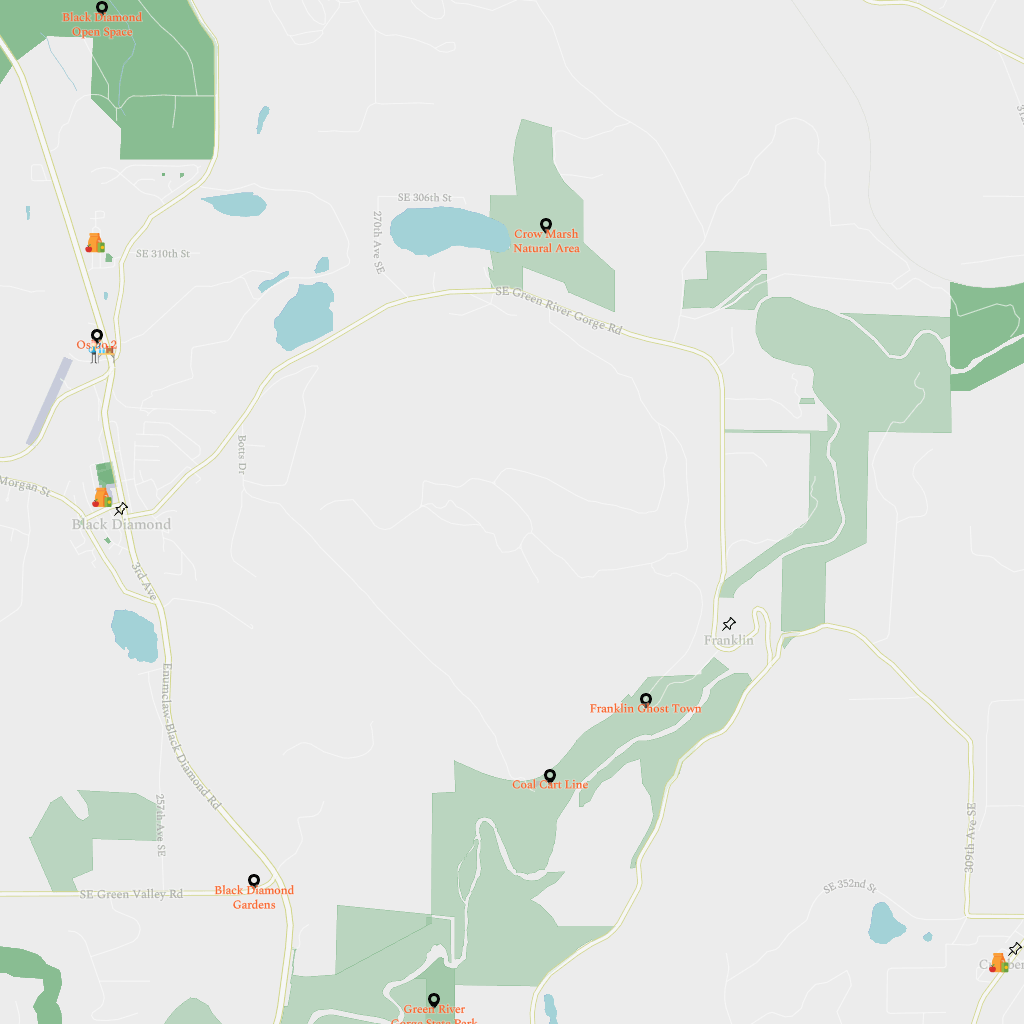 Black Diamond
Open Space
SE 306th St
270th Ave SE
Crow Marsh
Natural Area
SE 310th St
SE Green River Gorge Rd
Botts Dr
Morgan St
Black Diamond
3rd Ave
Franklin
Enumclaw-Black Diamond Rd
Franklin Ghost Town
Coal Cart Line
257th Ave SE
309th Ave SE
SE Green Valley Rd
Black Diamond
Gardens
SE 352nd St
Green River
Gorge State Park